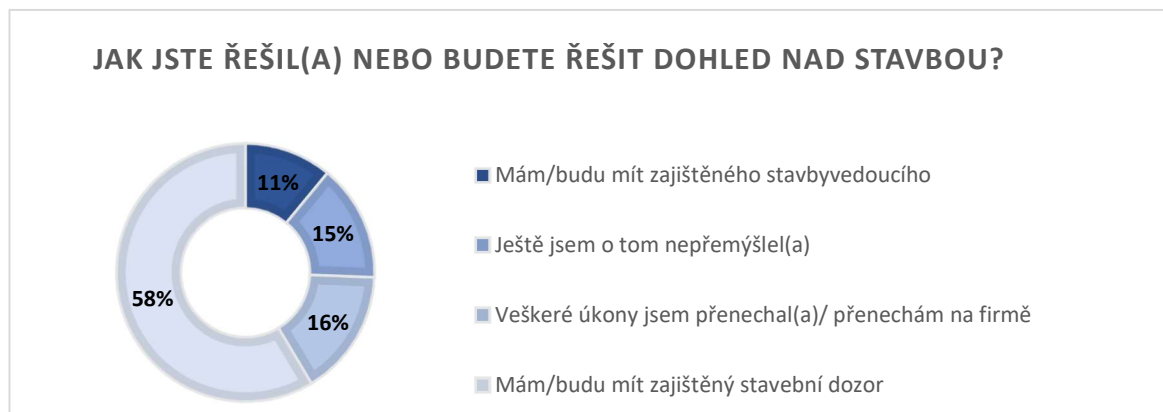 JAK JSTE ŘEŠIL(A) NEBO BUDETE ŘEŠIT DOHLED NAD STAVBOU?
11%
15%
16%
58%
Mám/budu mít zajištěného stavbyvedoucího
Ještě jsem o tom nepřemýšlel(a)
Veškeré úkony jsem přenechal(a)/ přenechám na firmě
Mám/budu mít zajištěný stavební dozor